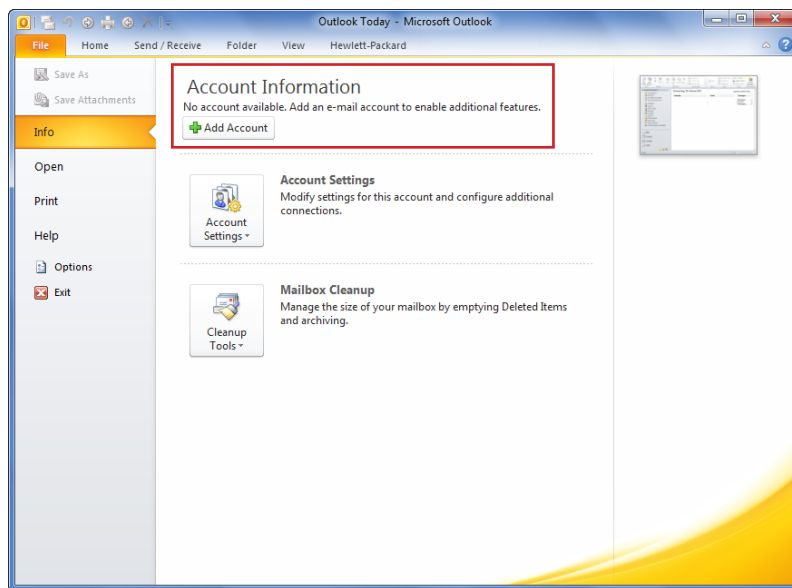 Outlook Today - Microsoft Outlook
File Home Send / Receive Folder View Hewlett-Packard
Save As
Save Attachments
Info
Open
Print
Help
Options
Exit
Account Information
No account available. Add an e-mail account to enable additional features.
Add Account
Account Settings
Account Settings
Modify settings for this account and configure additional
connections.
Cleanup
Tools
Mailbox Cleanup
Manage the size of your mailbox by emptying Deleted Items
and archiving.